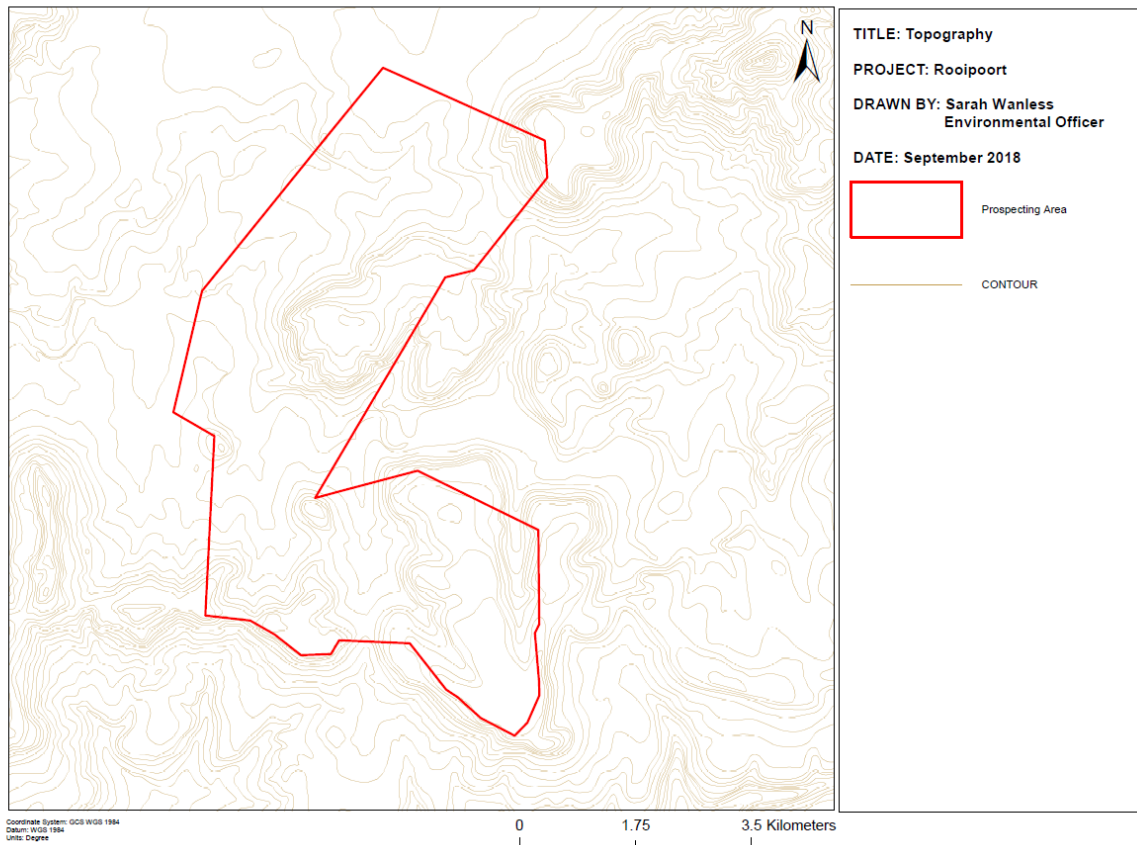 N
TITLE: Topography
PROJECT: Rooipoort
DRAWN BY: Sarah Wanless
Environmental Officer
DATE: September 2018
Prospecting Area
CONTOUR
Coordinate System: GCS WGS 1984
Datum: WGS 1984
Units: Degree
0 1.75 3.5 Kilometers